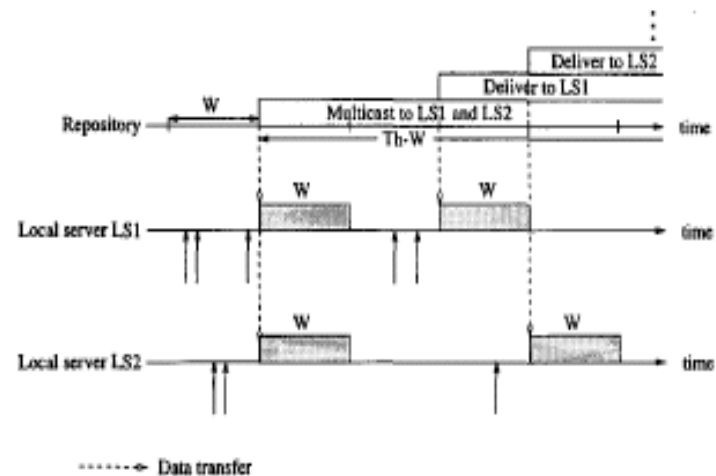 Deliver to LS2
Deliver to LS1
W
Multicast to LS1 and LS2
Repository
time
Th-W
W
W
Local server LS1
time
W
W
Local server LS2
time
Data transfer